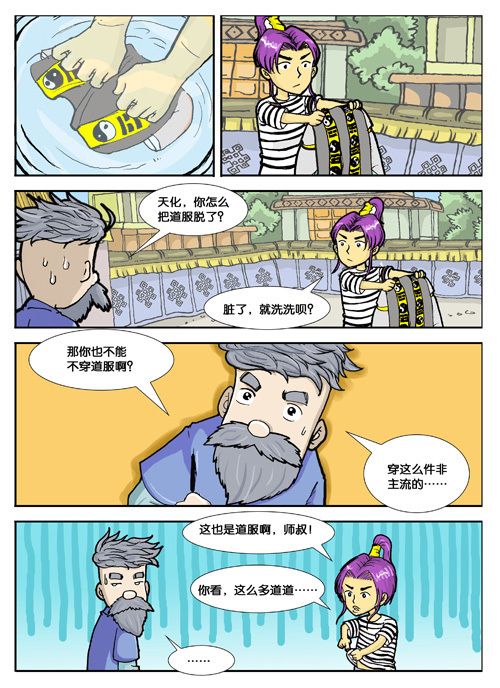 天化，你怎么
把道服脱了?
脏了，就洗洗呗?
那你也不能
不穿道服啊?
穿这么件非
主流的……
这也是道服啊，师叔!
你看，这么多道道……
……